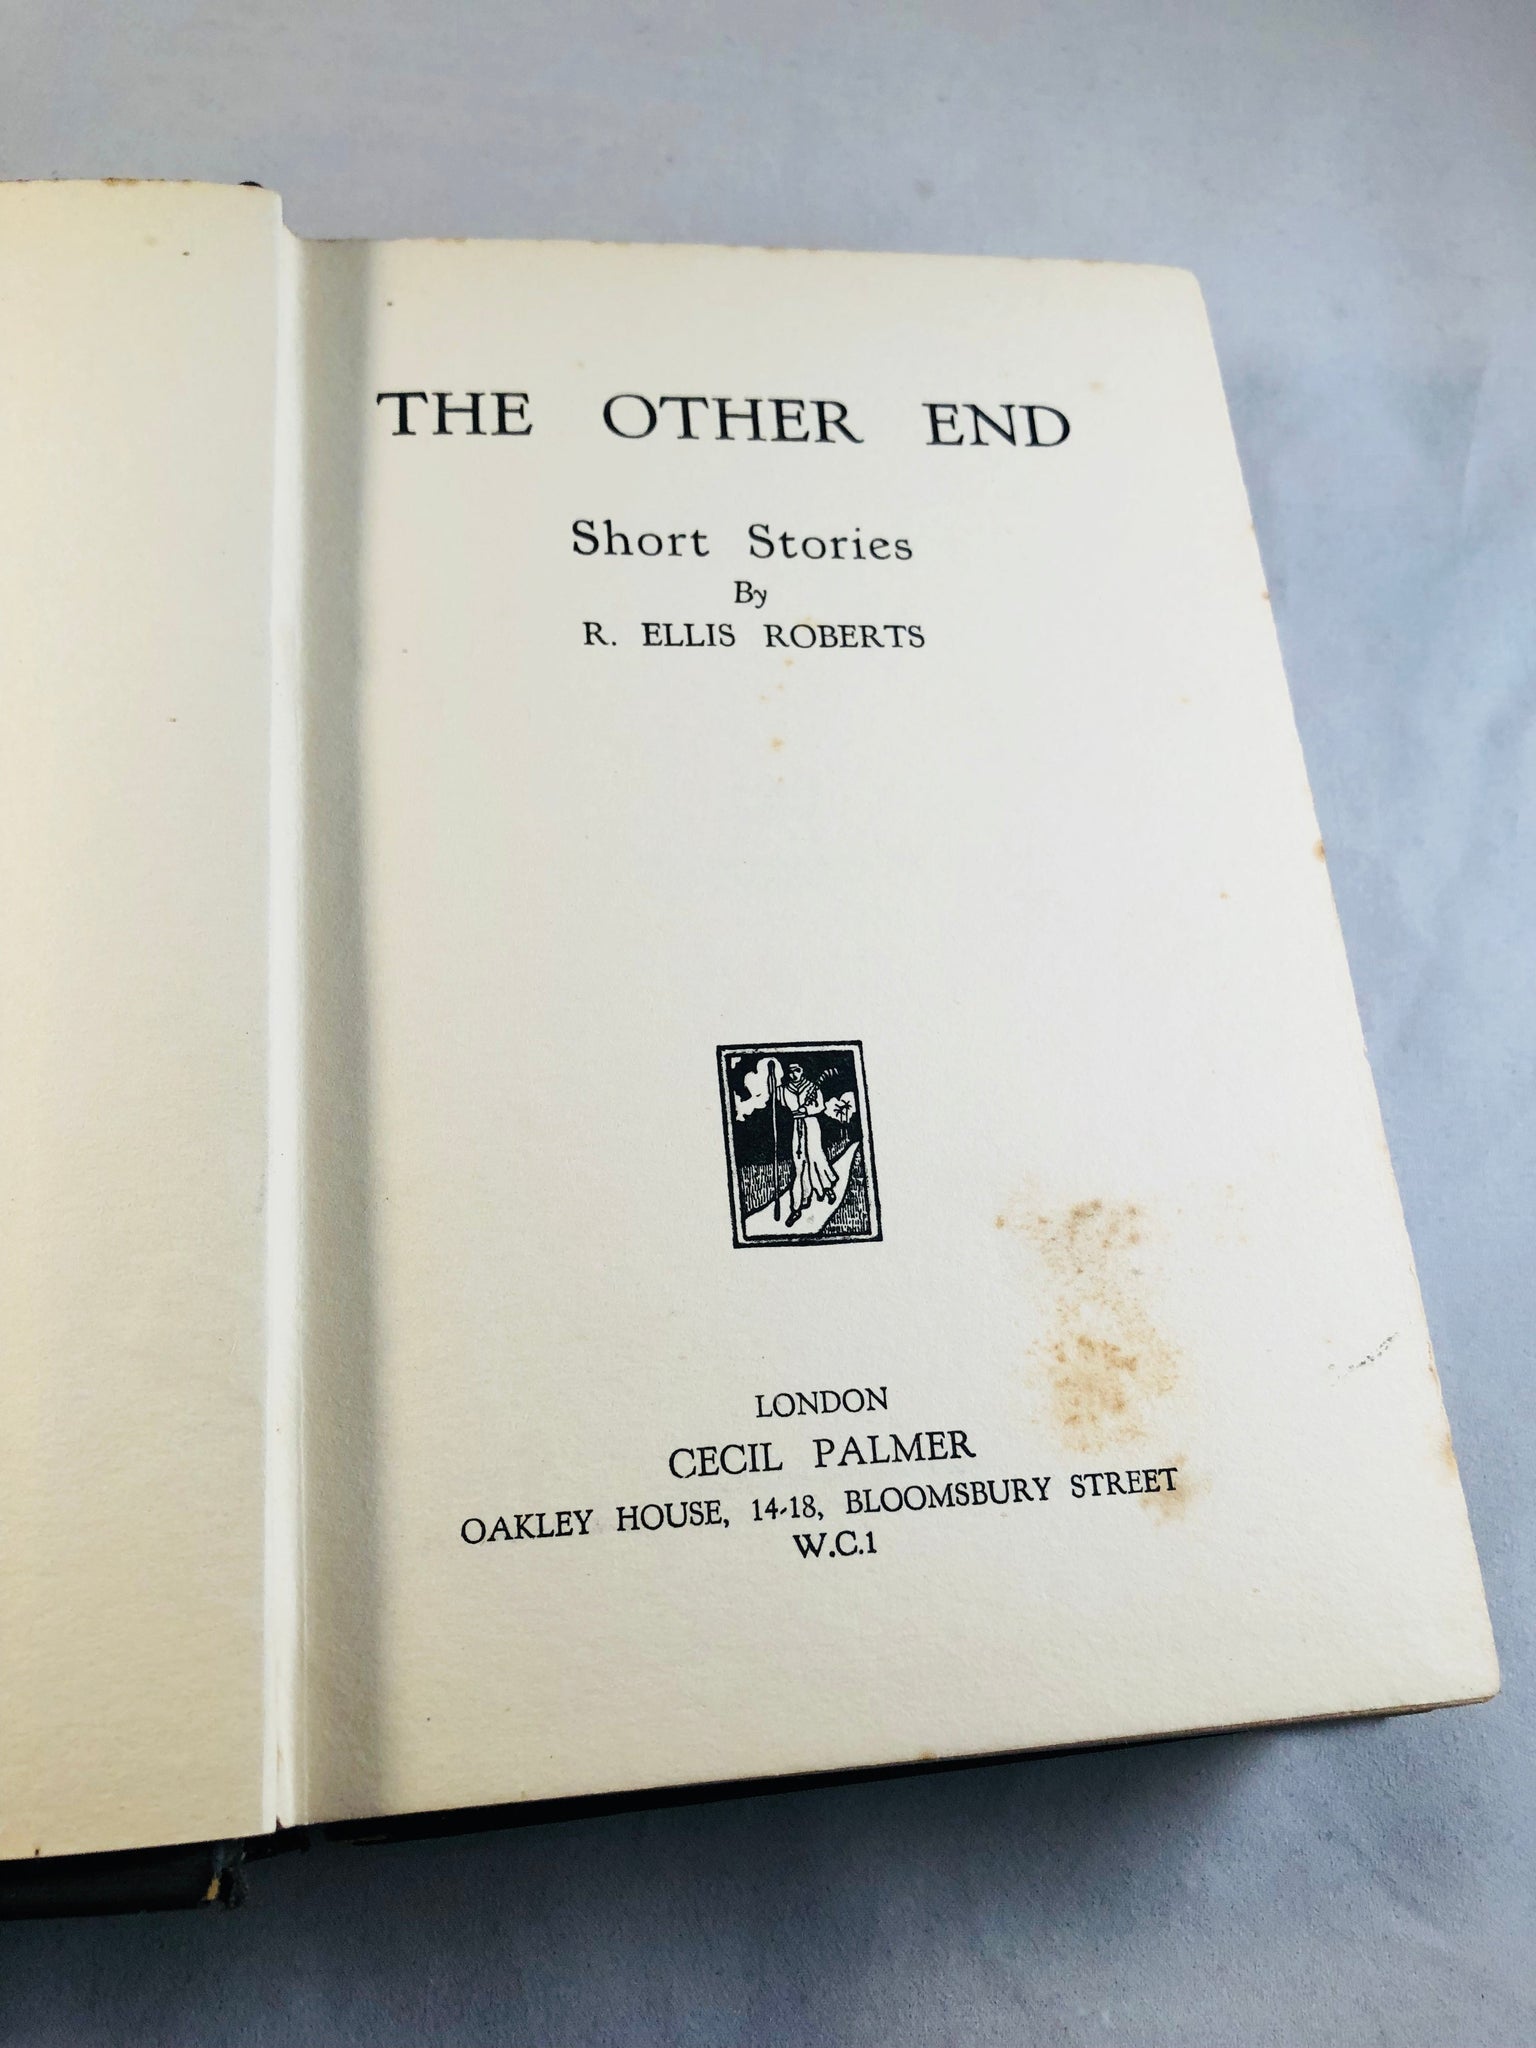 THE OTHER END
Short Stories
By
R. ELLIS ROBERTS
LONDON
CECIL PALMER
OAKLEY HOUSE, 14-18, BLOOMSBURY STREET
W.C.1